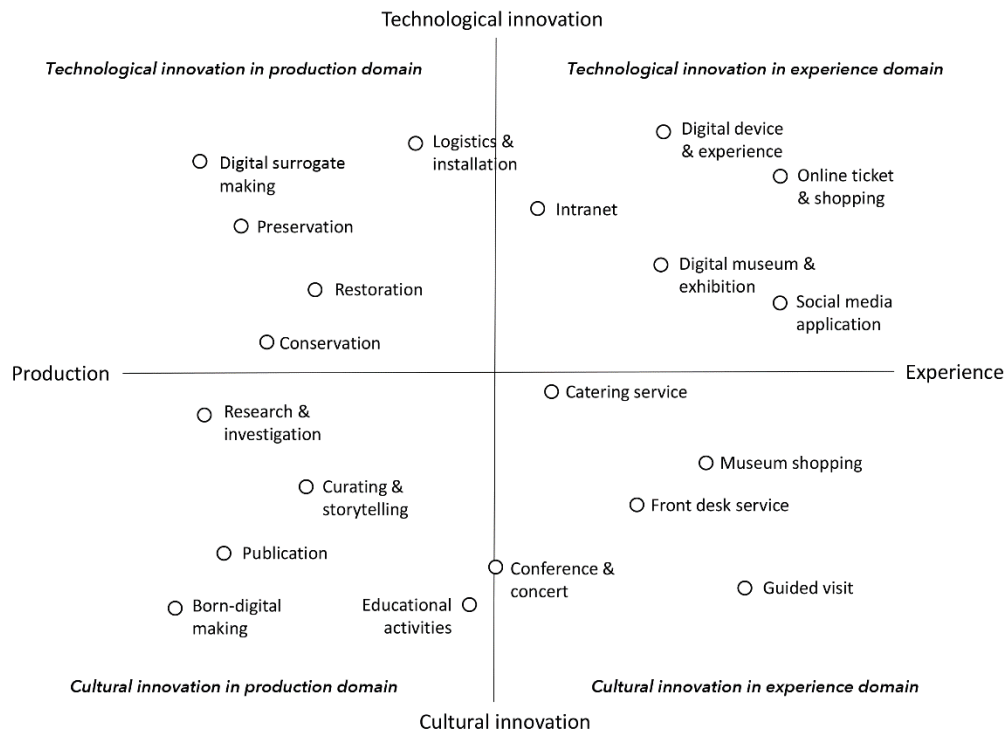 Technological innovation
Technological innovation in production domain
Technological innovation in experience domain
Logistics &
installation
Digital device
& experience
Digital surrogate
making
Online ticket
& shopping
Intranet
Preservation
Digital museum &
exhibition
Restoration
Social media
application
Conservation
Production
Experience
Catering service
Research &
investigation
Museum shopping
Curating &
storytelling
Front desk service
Publication
Conference &
concert
Guided visit
Born-digital
making
Educational
activities
Cultural innovation in production domain
Cultural innovation in experience domain
Cultural innovation